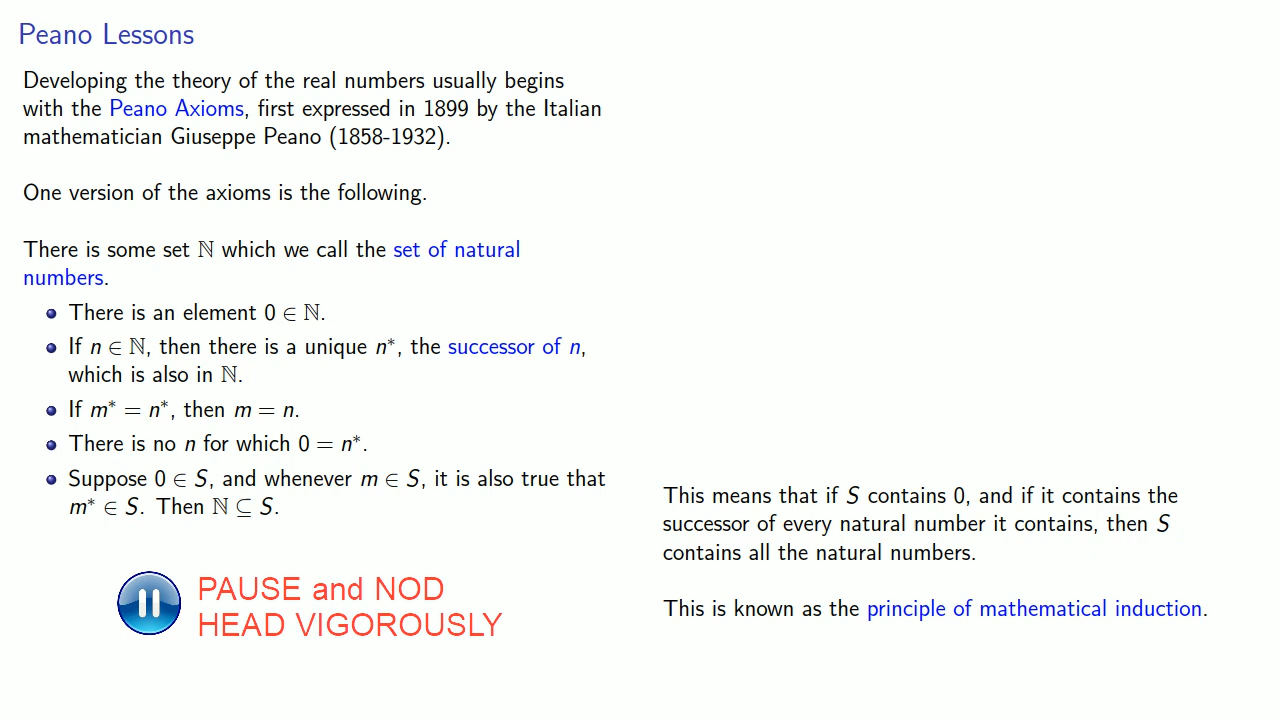 Peano Lessons
Developing the theory of the real numbers usually begins
with the Peano Axioms, first expressed in 1899 by the Italian
mathematician Giuseppe Peano (1858-1932).
One version of the axioms is the following.
There is some set ℕ which we call the set of natural
numbers.
There is an element 0 ∈ ℕ.
If n ∈ ℕ, then there is a unique n*, the successor of n,
which is also in ℕ.
If m* = n*, then m = n.
There is no n for which 0 = n*.
Suppose 0 ∈ S, and whenever m ∈ S, it is also true that
m* ∈ S. Then ℕ ⊆ S.
PAUSE and NOD
HEAD VIGOROUSLY
This means that if S contains 0, and if it contains the
successor of every natural number it contains, then S
contains all the natural numbers.
This is known as the principle of mathematical induction.